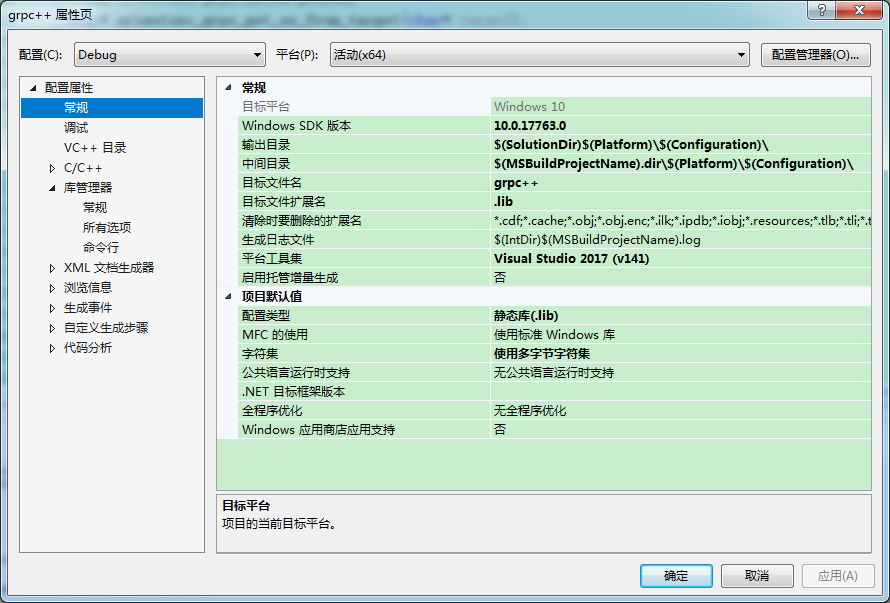 grpc++ 属性页
配置(C): Debug 平台(P): 活动(x64) 配置管理器(O)...
配置属性
常规
调试
VC++ 目录
C/C++
库管理器
常规
所有选项
命令行
XML 文档生成器
浏览信息
生成事件
自定义生成步骤
代码分析
常规
目标平台 Windows 10
Windows SDK 版本 10.0.17763.0
输出目录 $(SolutionDir)$(Platform)\$(Configuration)\
中间目录 $(MSBuildProjectName).dir\$(Platform)\$(Configuration)\
目标文件名 grpc++
目标文件扩展名 .lib
清除时要删除的扩展名 *.cdf;*.cache;*.obj;*.obj.enc;*.ilk;*.ipdb;*.iobj;*.resources;*.tlb;*.tli;*.t
生成日志文件 $(IntDir)$(MSBuildProjectName).log
平台工具集 Visual Studio 2017 (v141)
启用托管增量生成 否
项目默认值
配置类型 静态库(.lib)
MFC 的使用 使用标准 Windows 库
字符集 使用多字节字符集
公共语言运行时支持 无公共语言运行时支持
.NET 目标框架版本
全程序优化 无全程序优化
Windows 应用商店应用支持 否
目标平台
项目的当前目标平台。
确定 取消 应用(A)